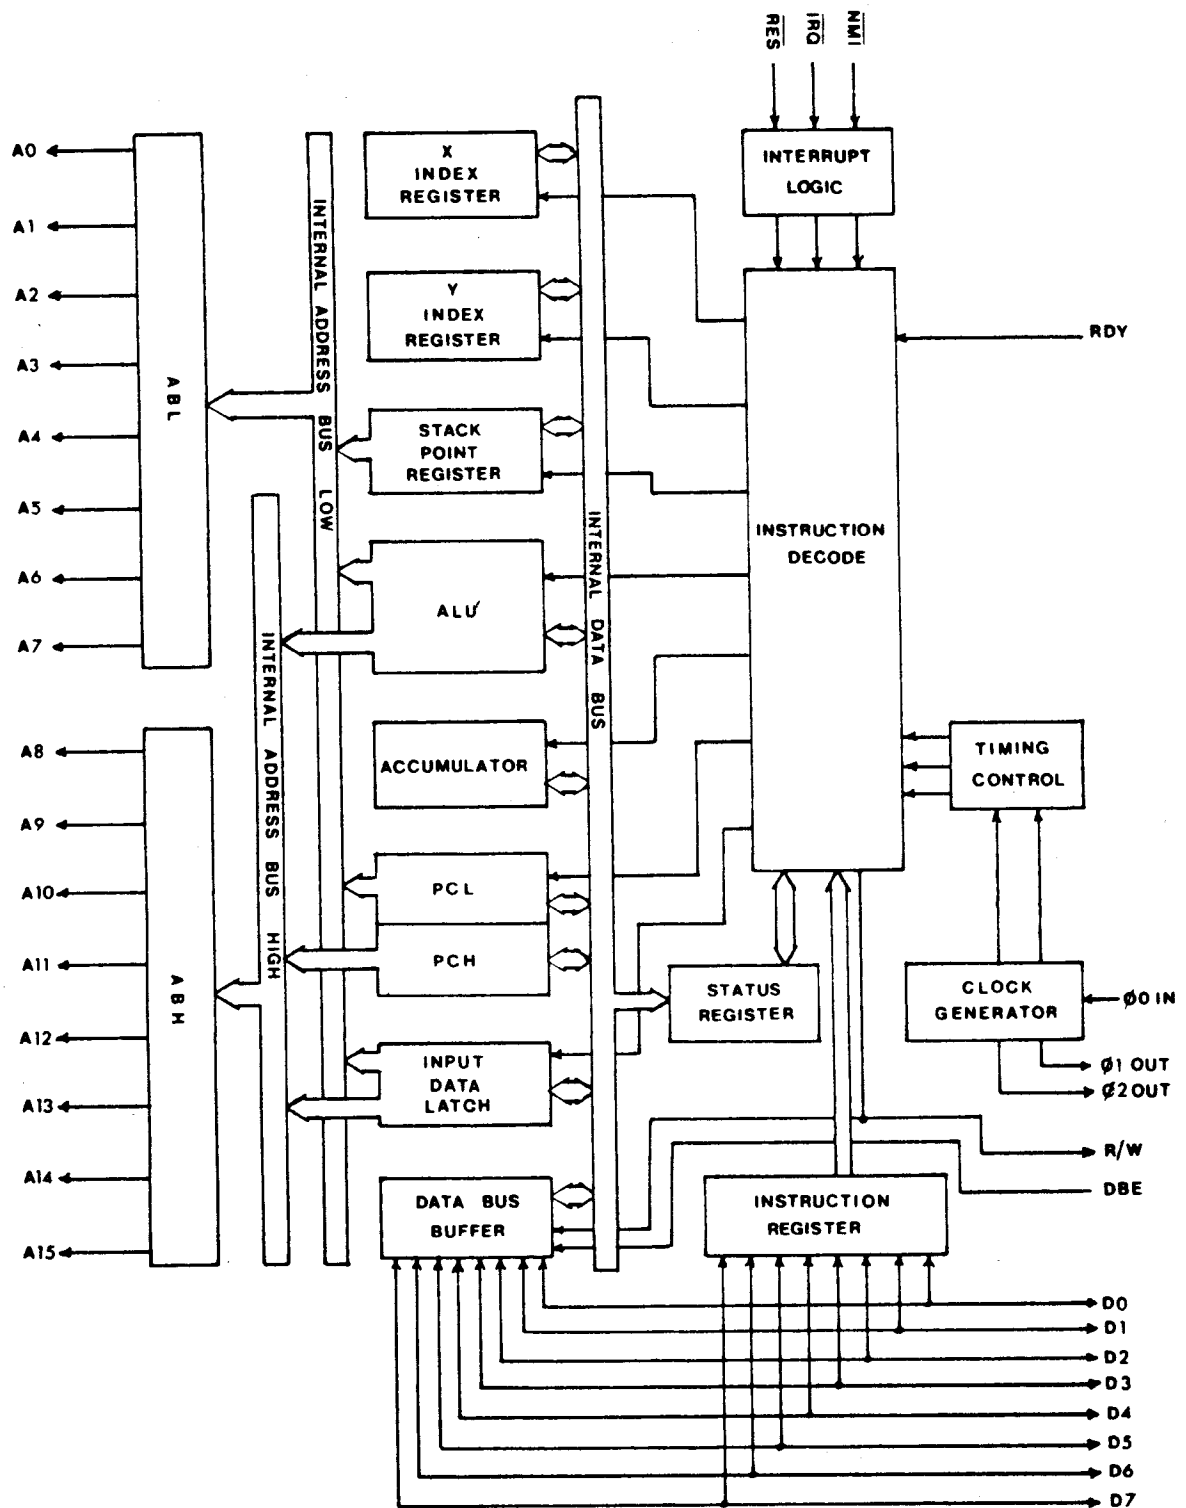 RES
IRQ
NMI
INTERRUPT
LOGIC
A0
A1
A2
A3
A4
A5
A6
A7
ABL
INTERNAL ADDRESS BUS LOW
X
INDEX
REGISTER
Y
INDEX
REGISTER
STACK
POINT
REGISTER
ALU
INTERNAL DATA BUS
INSTRUCTION
DECODE
RDY
A8
A9
A10
A11
A12
A13
A14
A15
ABH
INTERNAL ADDRESS BUS HIGH
ACCUMULATOR
PCL
PCH
INPUT
DATA
LATCH
DATA BUS
BUFFER
TIMING
CONTROL
STATUS
REGISTER
CLOCK
GENERATOR
Ø0 IN
Ø1 OUT
Ø2 OUT
R/W
DBE
INSTRUCTION
REGISTER
D0
D1
D2
D3
D4
D5
D6
D7